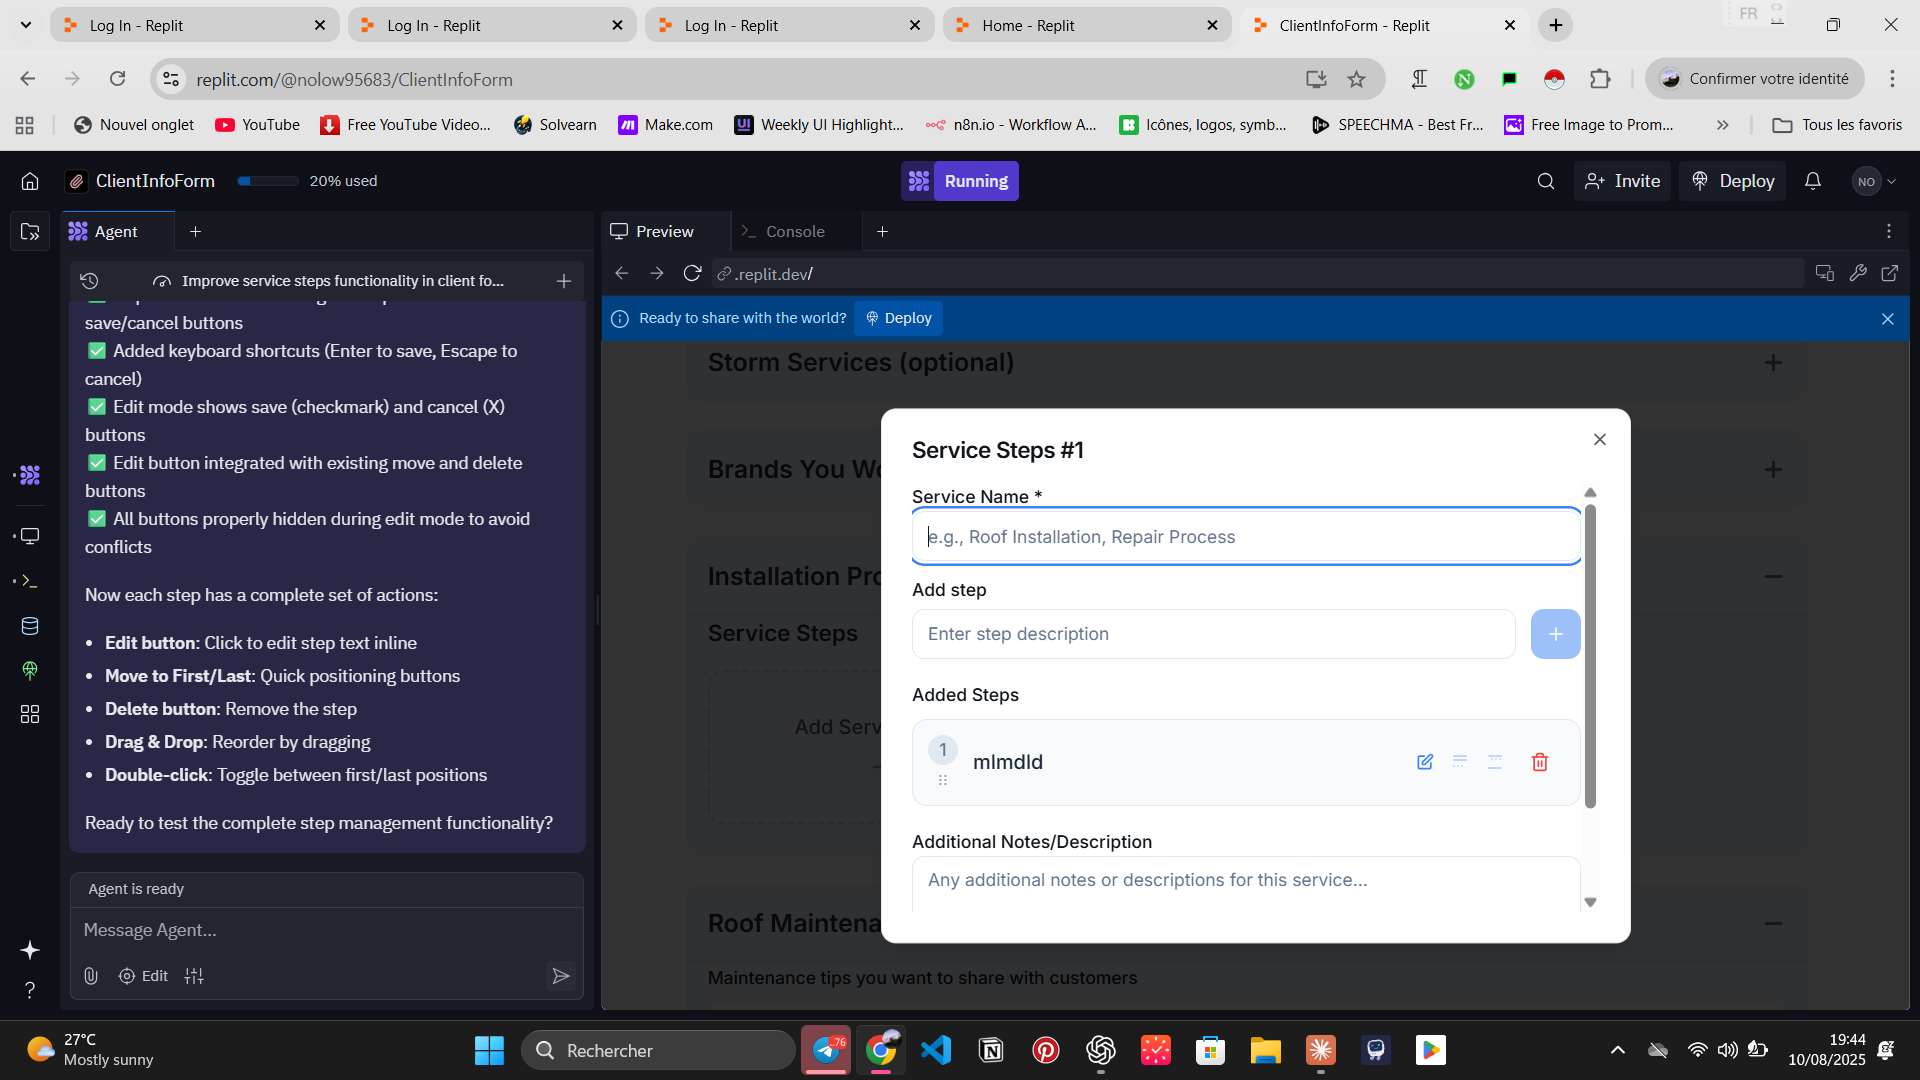 Log In - Replit
Log In - Replit
Log In - Replit
Home - Replit
ClientInfoForm - Replit
FR
replit.com/@nolow95683/ClientInfoForm
Confirmer votre identité
Nouvel onglet
YouTube
Free YouTube Video...
Solvearn
Make.com
Weekly UI Highlight...
n8n.io - Workflow A...
Icônes, logos, symb...
SPEECHMA - Best Fr...
Free Image to Prom...
Tous les favoris
ClientInfoForm
20% used
Running
Invite
Deploy
NO
Agent
Preview
Console
Improve service steps functionality in client fo...
.replit.dev/
Ready to share with the world?
Deploy
save/cancel buttons
✅ Added keyboard shortcuts (Enter to save, Escape to
cancel)
✅ Edit mode shows save (checkmark) and cancel (X)
buttons
✅ Edit button integrated with existing move and delete
buttons
✅ All buttons properly hidden during edit mode to avoid
conflicts
Now each step has a complete set of actions:
• Edit button: Click to edit step text inline
• Move to First/Last: Quick positioning buttons
• Delete button: Remove the step
• Drag & Drop: Reorder by dragging
• Double-click: Toggle between first/last positions
Ready to test the complete step management functionality?
Agent is ready
Message Agent...
Edit
Storm Services (optional)
Brands You Wo
Installation Pro
Service Steps
Add Serv
Roof Maintena
Maintenance tips you want to share with customers
Service Steps #1
Service Name *
e.g., Roof Installation, Repair Process
Add step
Enter step description
Added Steps
1
mlmdld
Additional Notes/Description
Any additional notes or descriptions for this service...
27°C
Mostly sunny
Rechercher
..76
19:44
10/08/2025